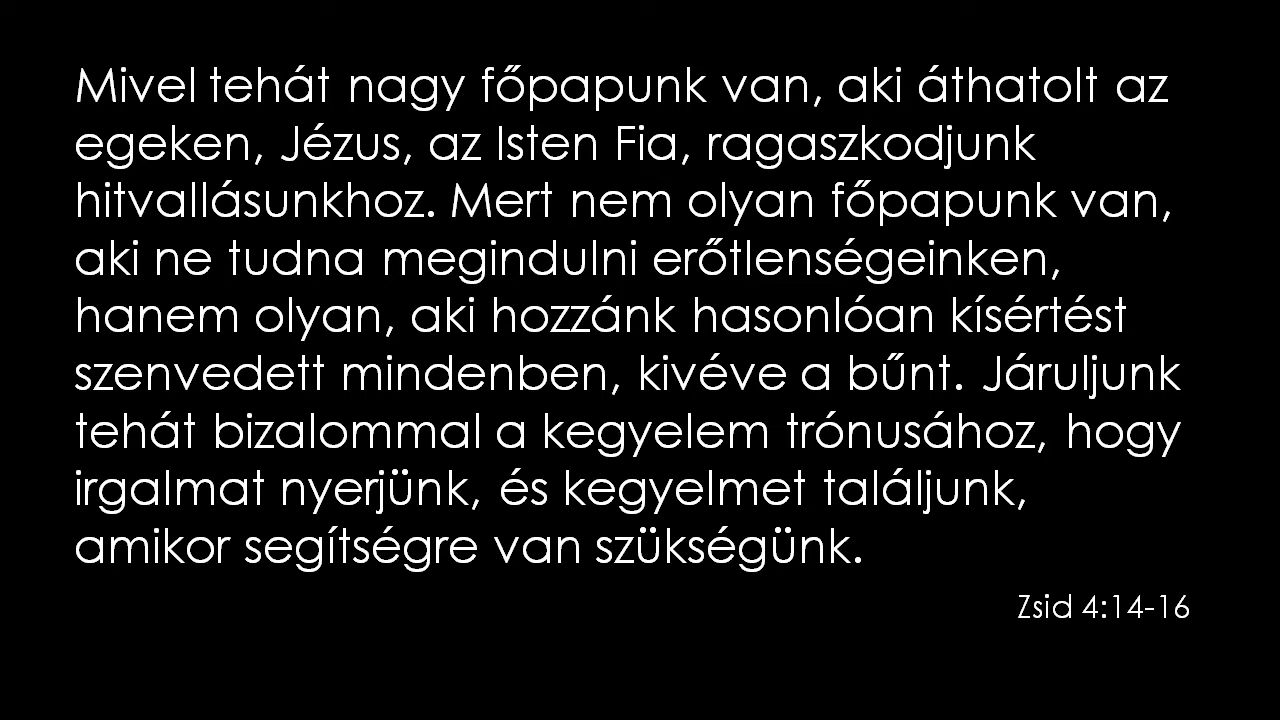 Mivel tehát nagy főpapunk van, aki áthatolt az
egeken, Jézus, az Isten Fia, ragaszkodjunk
hitvallásunkhoz. Mert nem olyan főpapunk van,
aki ne tudna megindulni erőtlenségeinken,
hanem olyan, aki hozzánk hasonlóan kísértést
szenvedett mindenben, kivéve a bűnt. Járuljunk
tehát bizalommal a kegyelem trónusához, hogy
irgalmat nyerjünk, és kegyelmet találjunk,
amikor segítségre van szükségünk.
Zsid 4:14-16